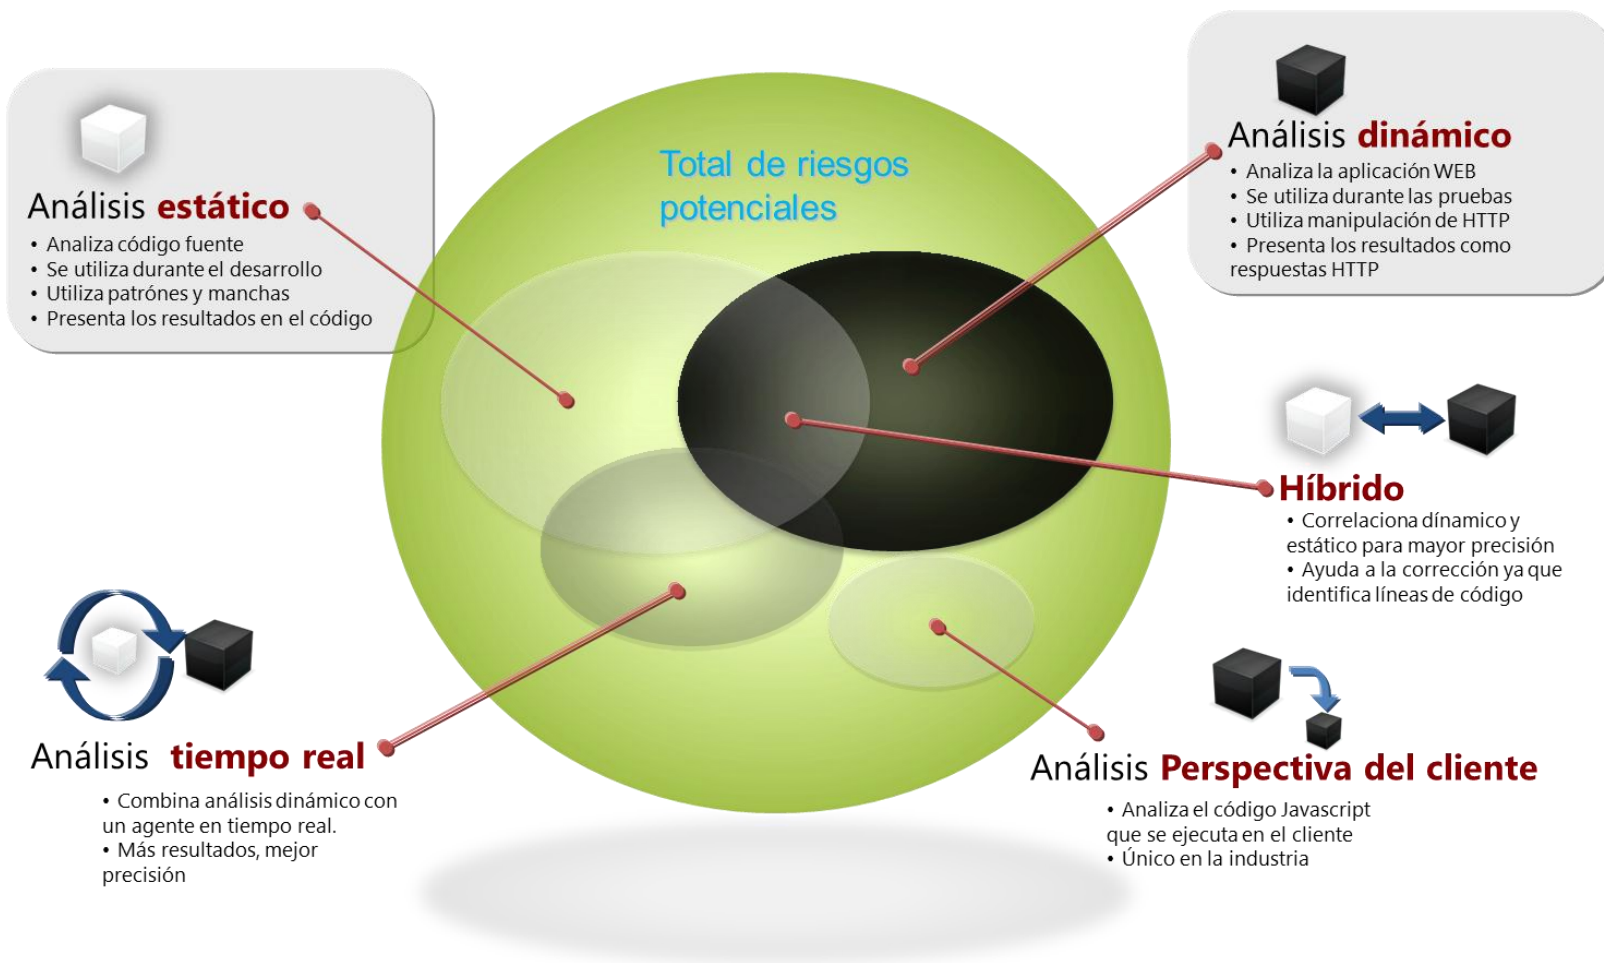 Total de riesgos
potenciales
Análisis estático
• Analiza código fuente
• Se utiliza durante el desarrollo
• Utiliza patrónes y manchas
• Presenta los resultados en el código
Análisis dinámico
• Analiza la aplicación WEB
• Se utiliza durante las pruebas
• Utiliza manipulación de HTTP
• Presenta los resultados como
respuestas HTTP
Híbrido
• Correlaciona dínamico y
estático para mayor precisión
• Ayuda a la corrección ya que
identifica líneas de código
Análisis tiempo real
• Combina análisis dinámico con
un agente en tiempo real.
• Más resultados, mejor
precisión
Análisis Perspectiva del cliente
• Analiza el código Javascript
que se ejecuta en el cliente
• Único en la industria